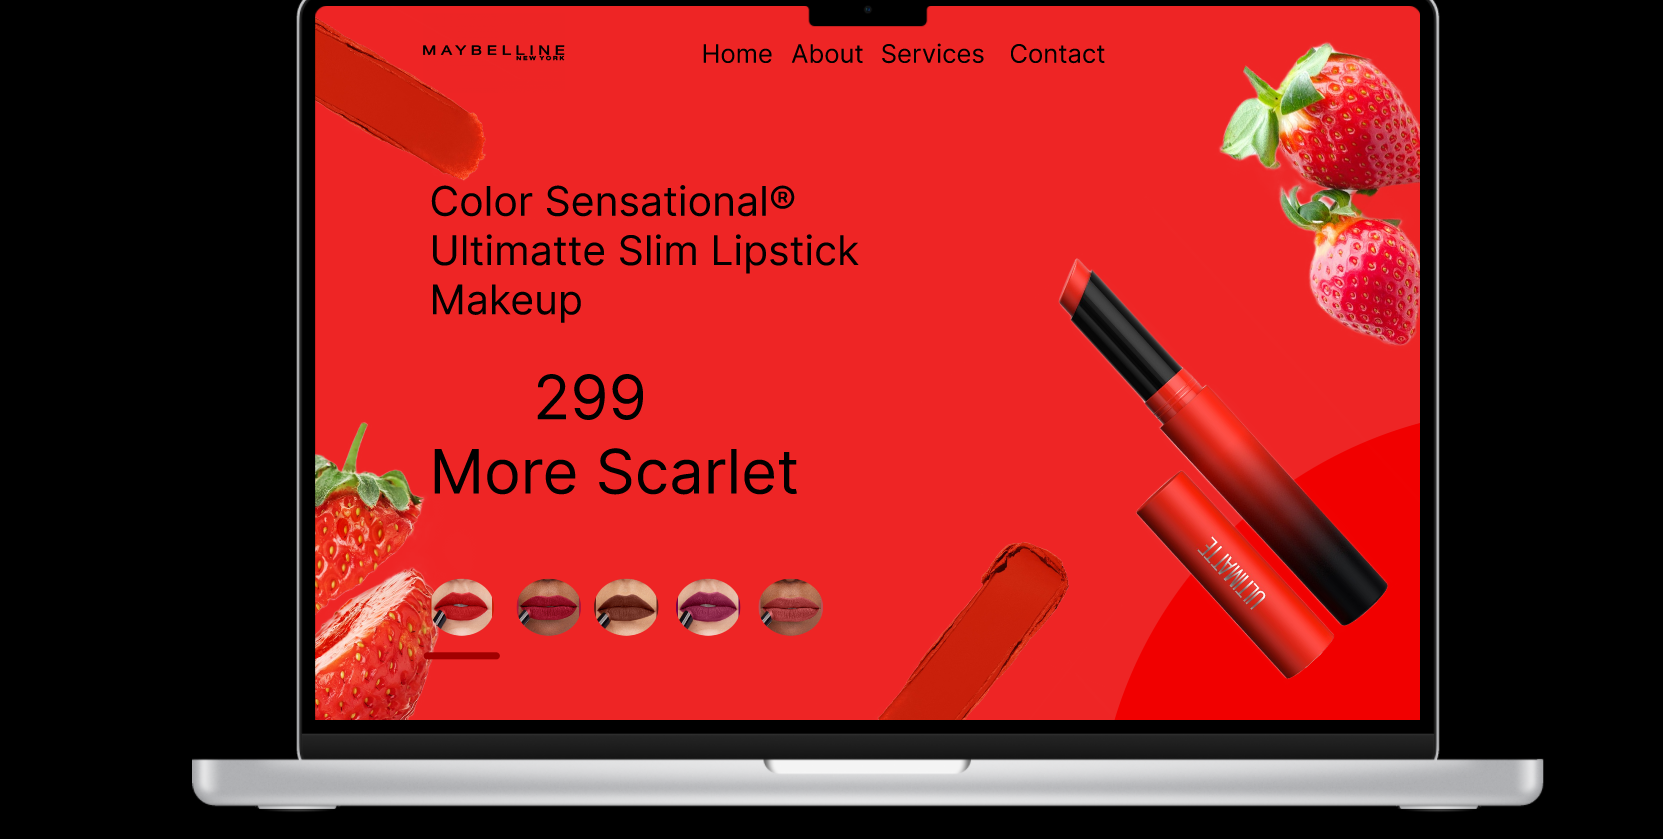 MAYBELLINE
NEW YORK
Home About Services Contact
Color Sensational®
Ultimatte Slim Lipstick
Makeup
299
More Scarlet
ULTIMATTE